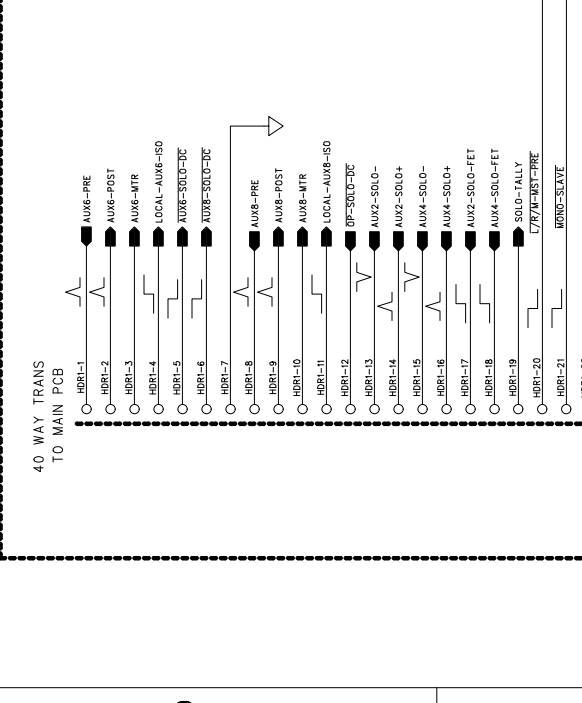 40 WAY TRANS
TO MAIN PCB
HDR1-1 AUX6-PRE
HDR1-2 AUX6-POST
HDR1-3 AUX6-MTR
HDR1-4 LOCAL-AUX6-ISO
HDR1-5 AUX6-SOLO-DC
HDR1-6 AUX8-SOLO-DC
HDR1-7
HDR1-8 AUX8-PRE
HDR1-9 AUX8-POST
HDR1-10 AUX8-MTR
HDR1-11 LOCAL-AUX8-ISO
HDR1-12 OP-SOLO-DC
HDR1-13 AUX2-SOLO-
HDR1-14 AUX2-SOLO+
HDR1-15 AUX4-SOLO-
HDR1-16 AUX4-SOLO+
HDR1-17 AUX2-SOLO-FET
HDR1-18 AUX4-SOLO-FET
HDR1-19 SOLO-TALLY
HDR1-20 L/R/M-MST-PRE
HDR1-21 MONO-SLAVE